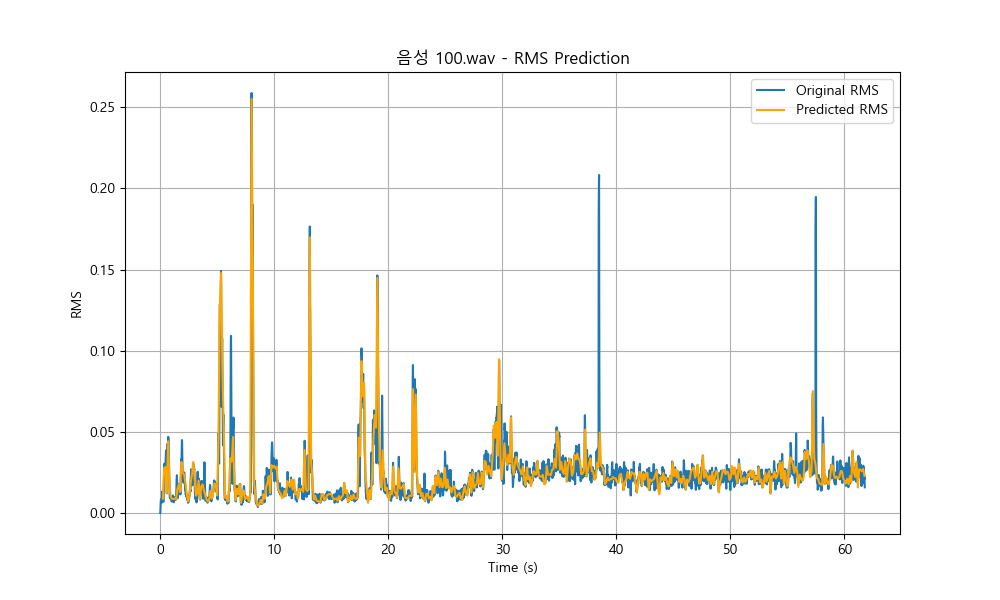 음성 100.wav - RMS Prediction
Original RMS
Predicted RMS
RMS
0.25
0.20
0.15
0.10
0.05
0.00
0 10 20 30 40 50 60
Time (s)